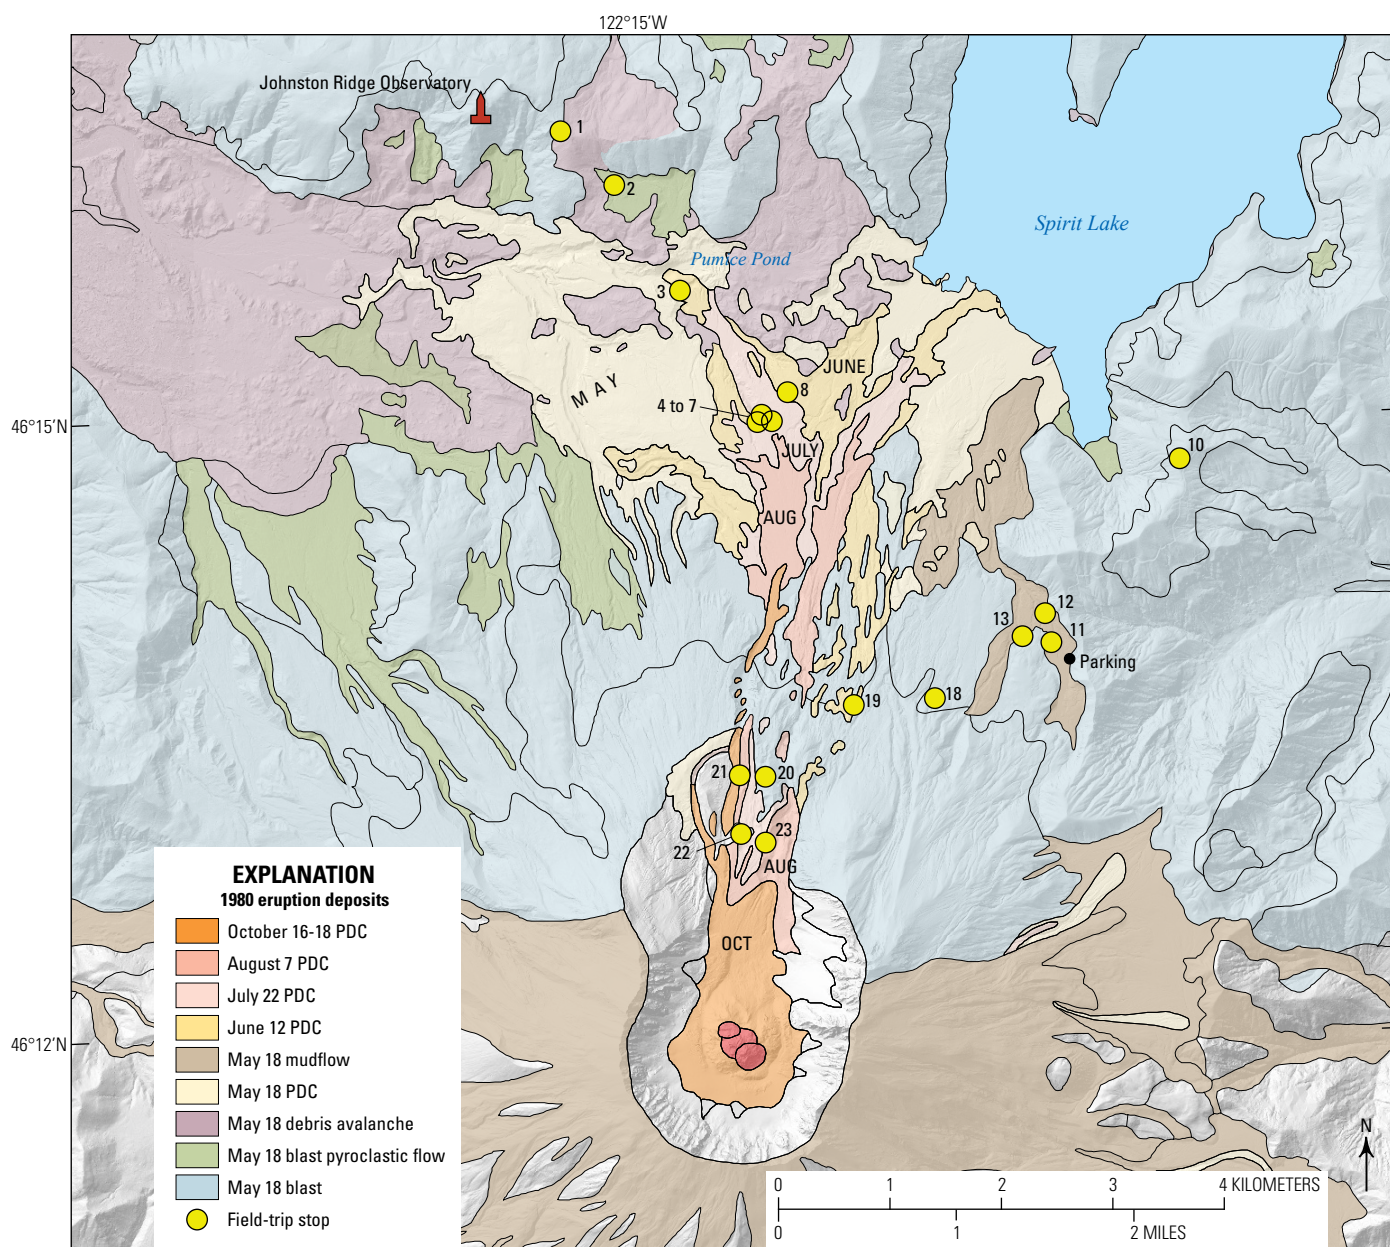 122°15'W
Johnston Ridge Observatory
1
2
Spirit Lake
Pumice Pond
3
JUNE
MAY
8
4 to 7
46°15'N
JULY
10
AUG
12
13
11
Parking
18
19
21
20
23
22
AUG
OCT
46°12'N
EXPLANATION
1980 eruption deposits
October 16-18 PDC
August 7 PDC
July 22 PDC
June 12 PDC
May 18 mudflow
May 18 PDC
May 18 debris avalanche
May 18 blast pyroclastic flow
May 18 blast
Field-trip stop
N
0 1 2 3 4 KILOMETERS
0 1 2 MILES